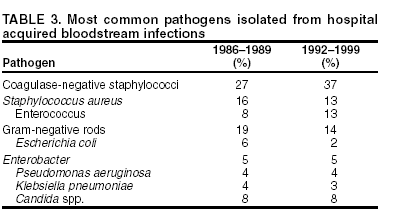 TABLE 3. Most common pathogens isolated from hospital
acquired bloodstream infections
1986–1989 1992–1999
Pathogen (%) (%)
Coagulase-negative staphylococci 27 37
Staphylococcus aureus 16 13
Enterococcus 8 13
Gram-negative rods 19 14
Escherichia coli 6 2
Enterobacter 5 5
Pseudomonas aeruginosa 4 4
Klebsiella pneumoniae 4 3
Candida spp. 8 8